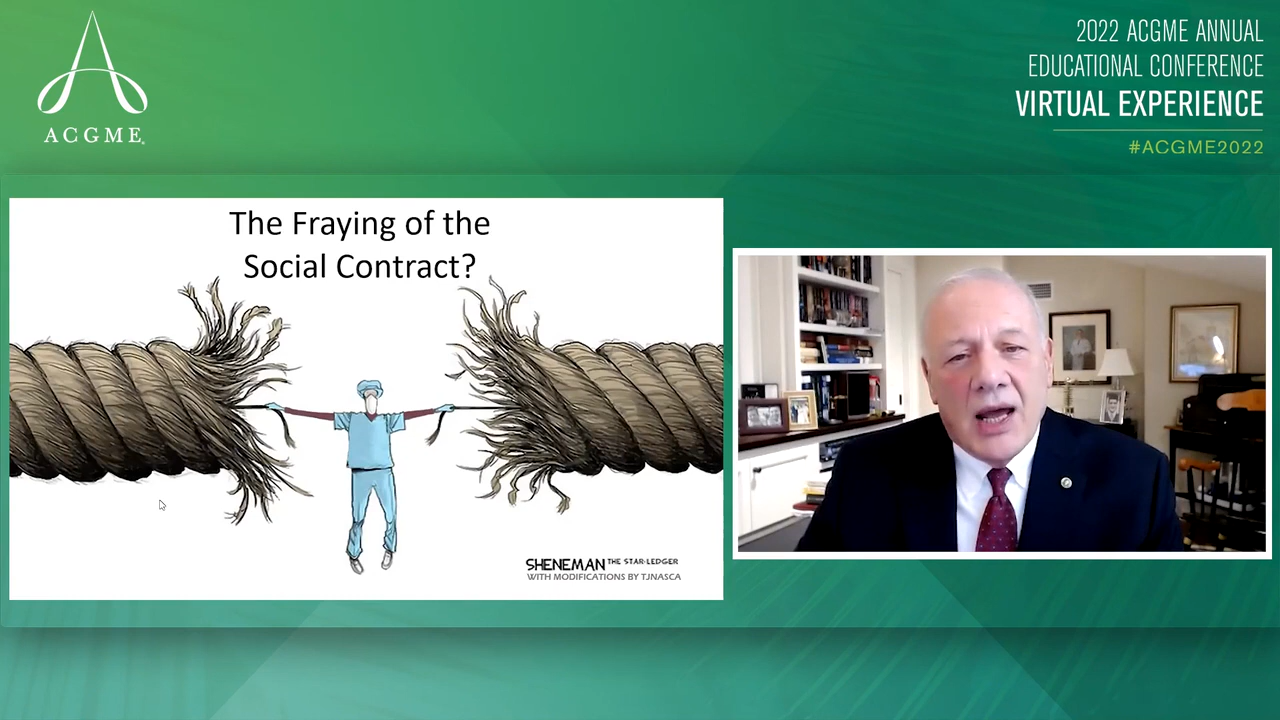 ACGME
2022 ACGME ANNUAL
EDUCATIONAL CONFERENCE
VIRTUAL EXPERIENCE
#ACGME2022
The Fraying of the
Social Contract?
SHENEMAN THE STAR-LEDGER
WITH MODIFICATIONS BY TJNASCA